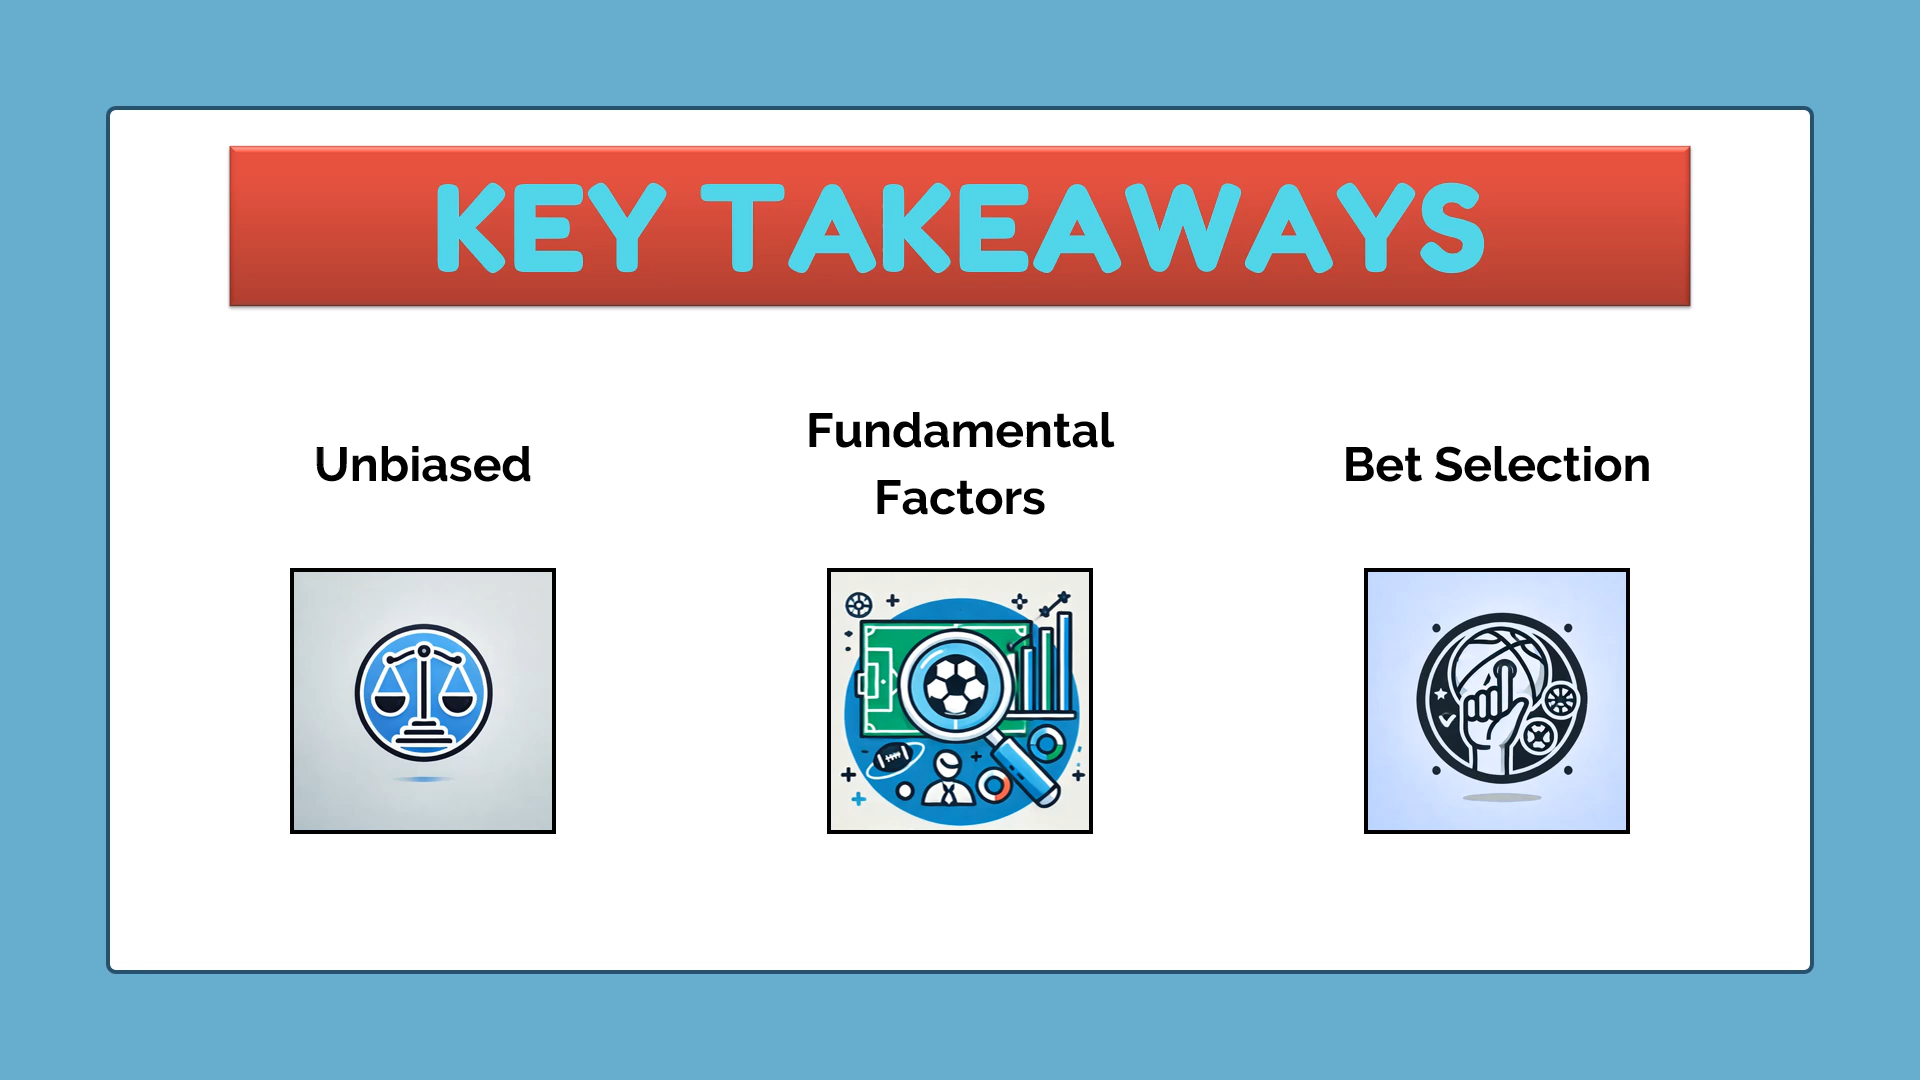 KEY TAKEAWAYS
Unbiased
Fundamental
Factors
Bet Selection